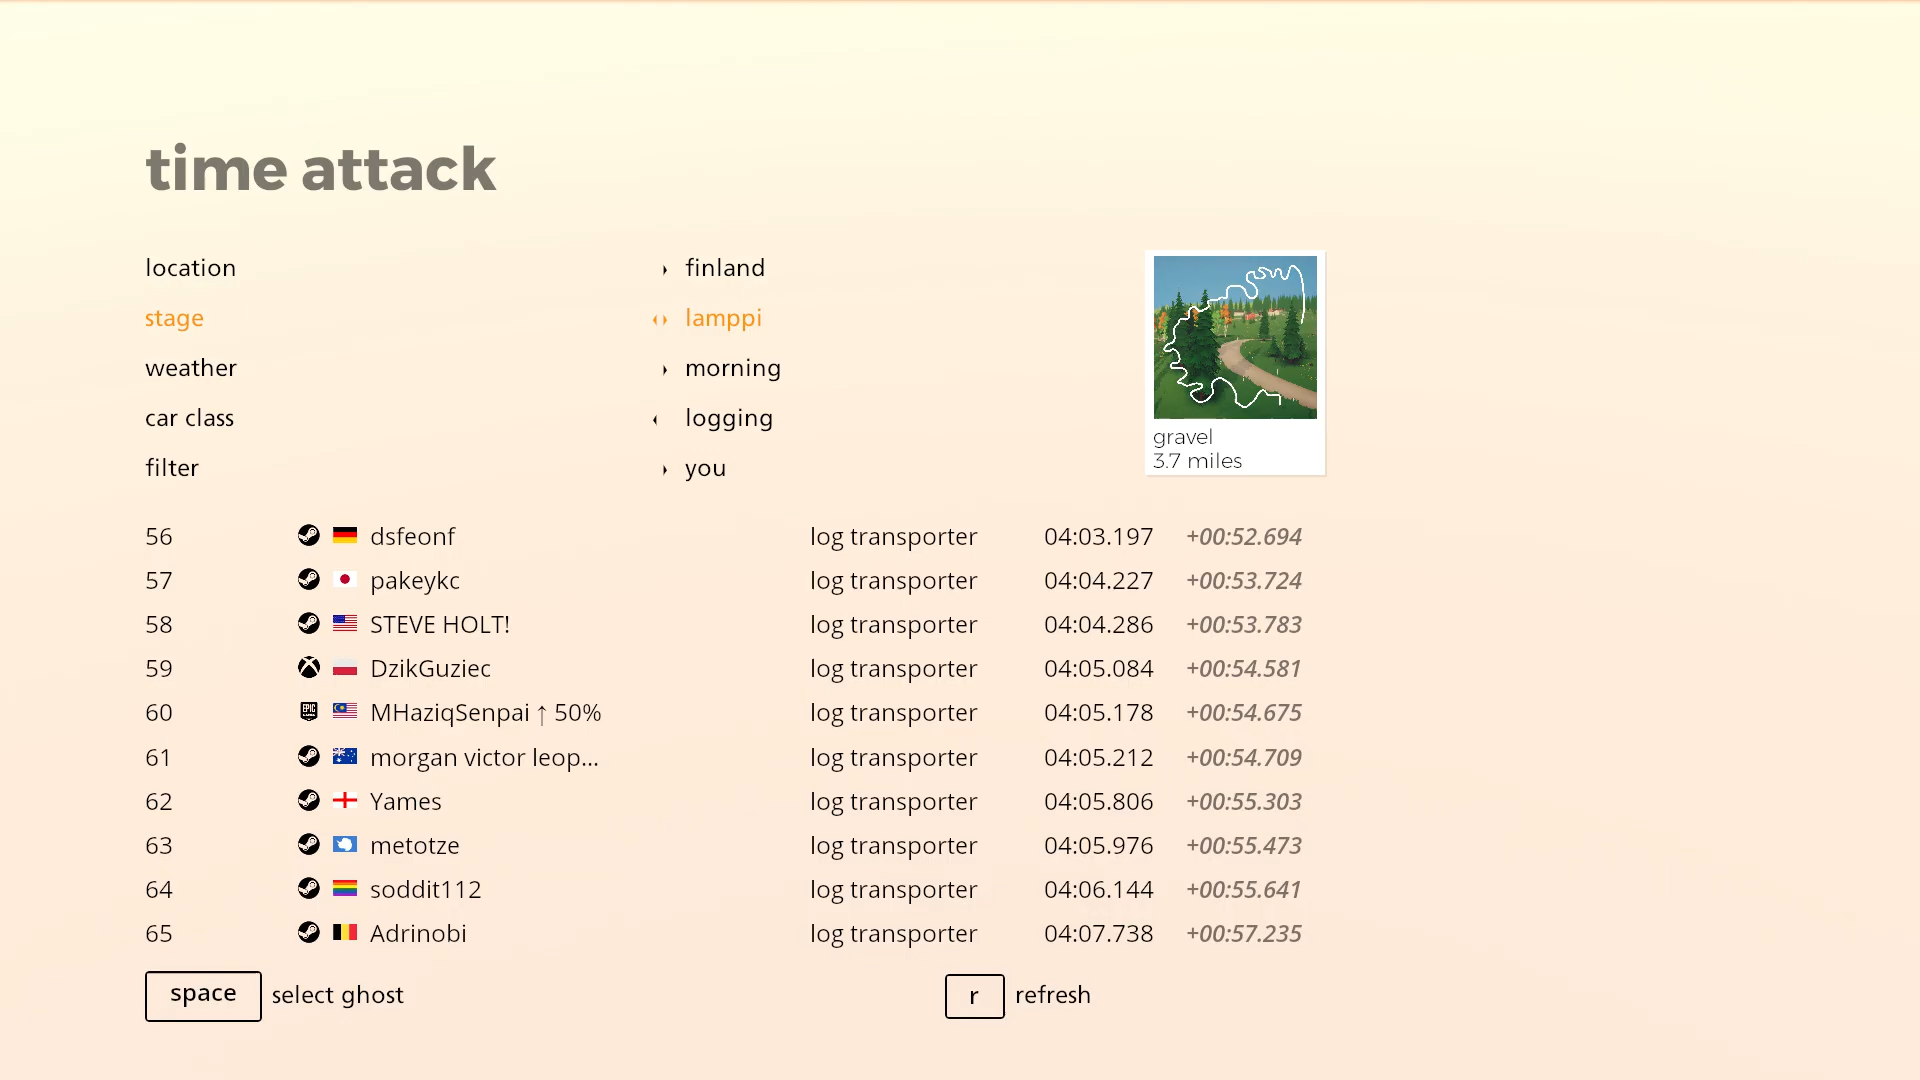 time attack
location finland
stage lamppi
weather morning
car class logging
filter you
gravel
3.7 miles
56 dsfeonf log transporter 04:03.197 +00:52.694
57 pakeykc log transporter 04:04.227 +00:53.724
58 STEVE HOLT! log transporter 04:04.286 +00:53.783
59 DzikGuziec log transporter 04:05.084 +00:54.581
60 EPIC GAMES MHaziqSenpai ↑ 50% log transporter 04:05.178 +00:54.675
61 morgan victor leop... log transporter 04:05.212 +00:54.709
62 Yames log transporter 04:05.806 +00:55.303
63 metotze log transporter 04:05.976 +00:55.473
64 soddit112 log transporter 04:06.144 +00:55.641
65 Adrinobi log transporter 04:07.738 +00:57.235
space select ghost r refresh